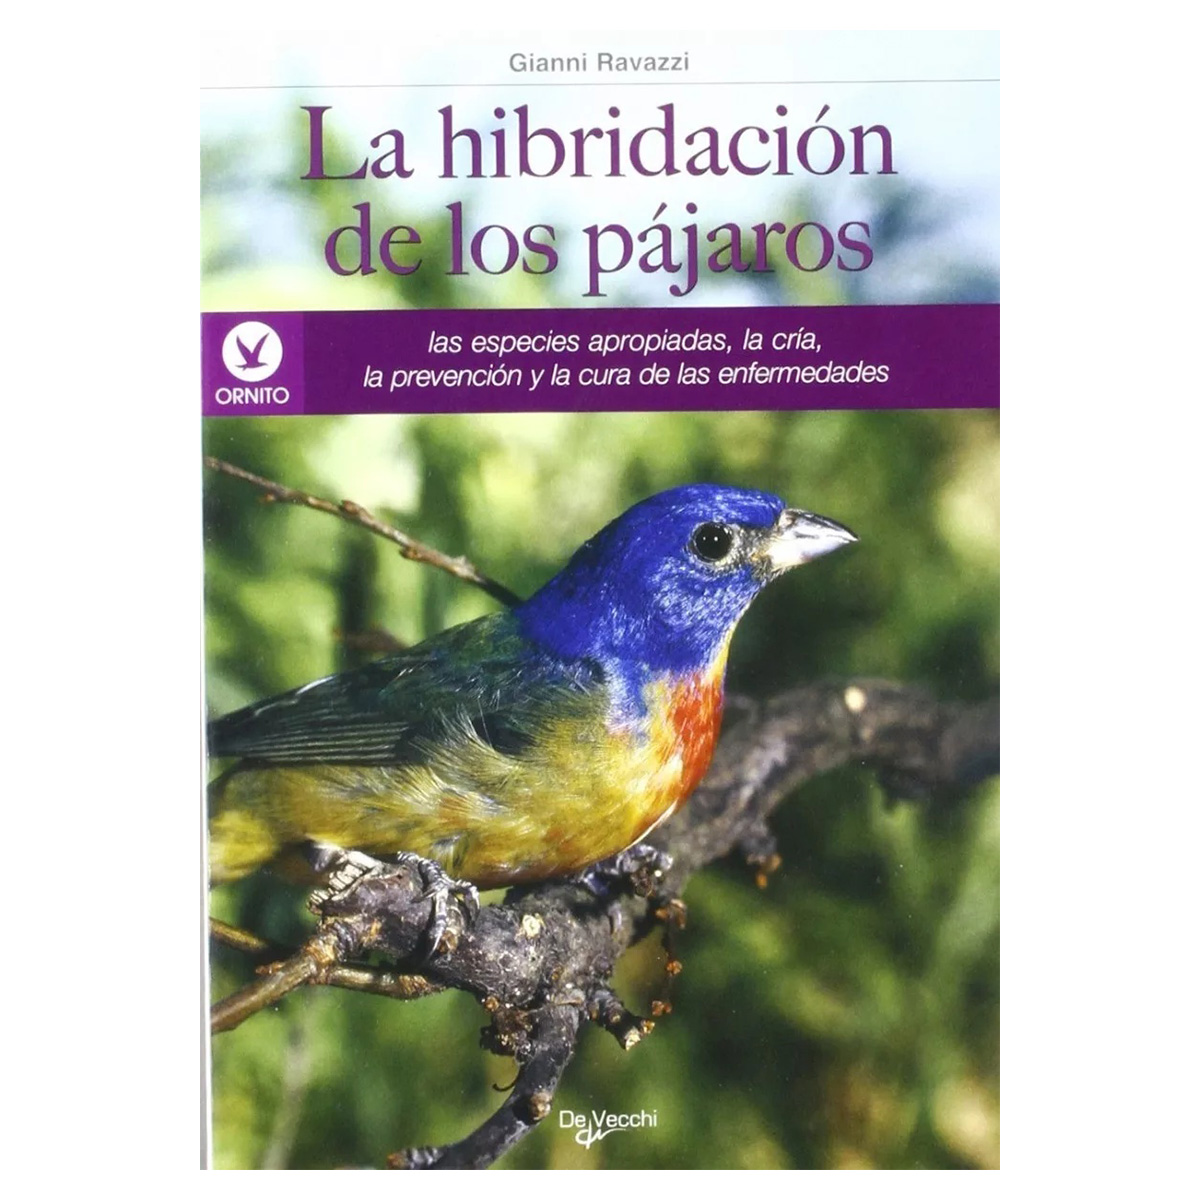 Gianni Ravazzi
La hibridación
de los pájaros
las especies apropiadas, la cría,
la prevención y la cura de las enfermedades
ORNITO
De Vecchi